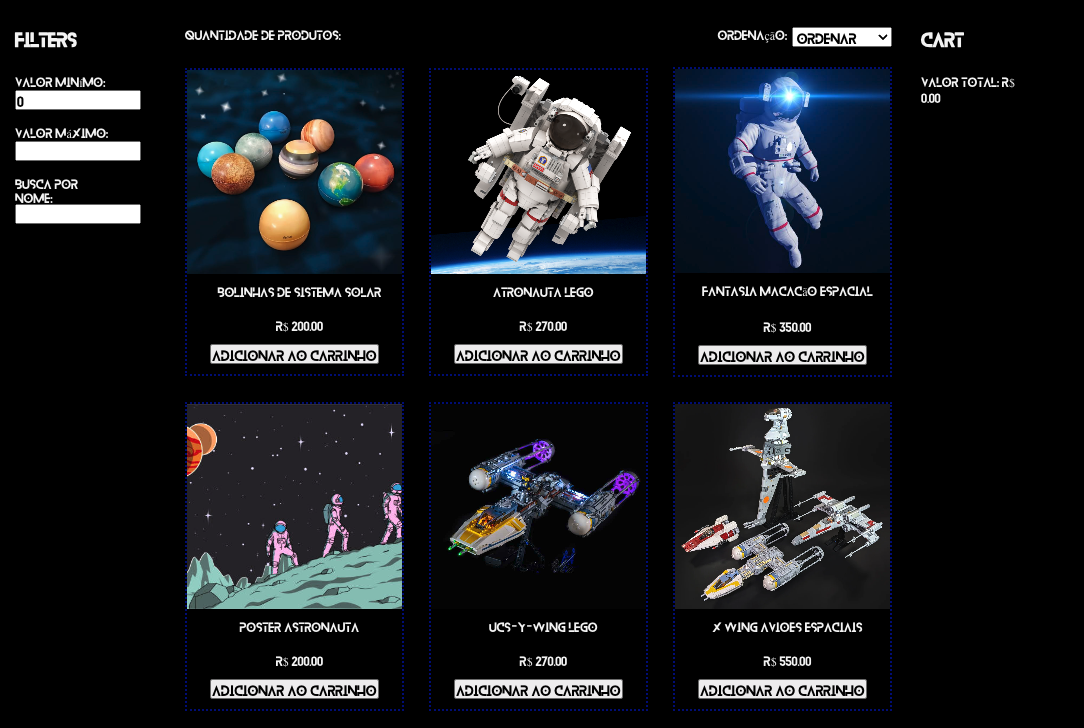 FILTERS
VALOR MINíMO:
0
VALOR MáXIMO:
BUSCA POR
NOME:
QUANTIDADE DE PRODUTOS:
ORDENAçãO:
ORDENAR
CART
VALOR TOTAL: R$
0.00
BOLINHAS DE SISTEMA SOLAR
R$ 200.00
ADICIONAR AO CARRINHO
ATRONAUTA LEGO
R$ 270.00
ADICIONAR AO CARRINHO
FANTASIA MACACãO ESPACIAL
R$ 350.00
ADICIONAR AO CARRINHO
POSTER ASTRONAUTA
R$ 200.00
ADICIONAR AO CARRINHO
UCS-Y-WING LEGO
R$ 270.00
ADICIONAR AO CARRINHO
X WING AVIOES ESPACIAIS
R$ 550.00
ADICIONAR AO CARRINHO